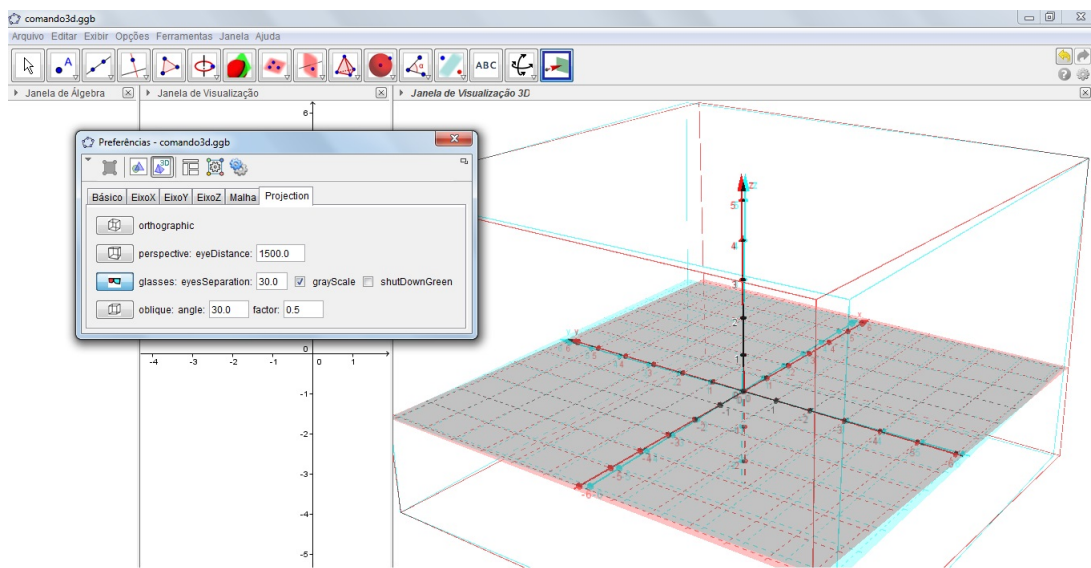 comando3d.ggb
Arquivo Editar Exibir Opções Ferramentas Janela Ajuda
A
α
ABC
Janela de Álgebra
Janela de Visualização
Janela de Visualização 3D
Preferências - comando3d.ggb
3D
Básico EixoX EixoY EixoZ Malha Projection
orthographic
perspective: eyeDistance: 1500.0
glasses: eyesSeparation: 30.0 grayScale shutDownGreen
oblique: angle: 30.0 factor: 0.5
6
0
-4 -3 -2 -1 0 1
-1
-2
-3
-4
-5
5
4
3
2
1